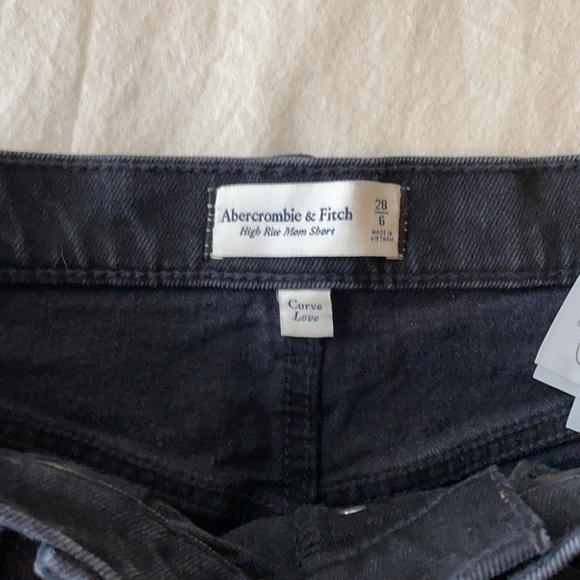 Abercrombie & Fitch
High Rise Mom Short
28
6
MADE IN
VIETNAM
Curve
Love